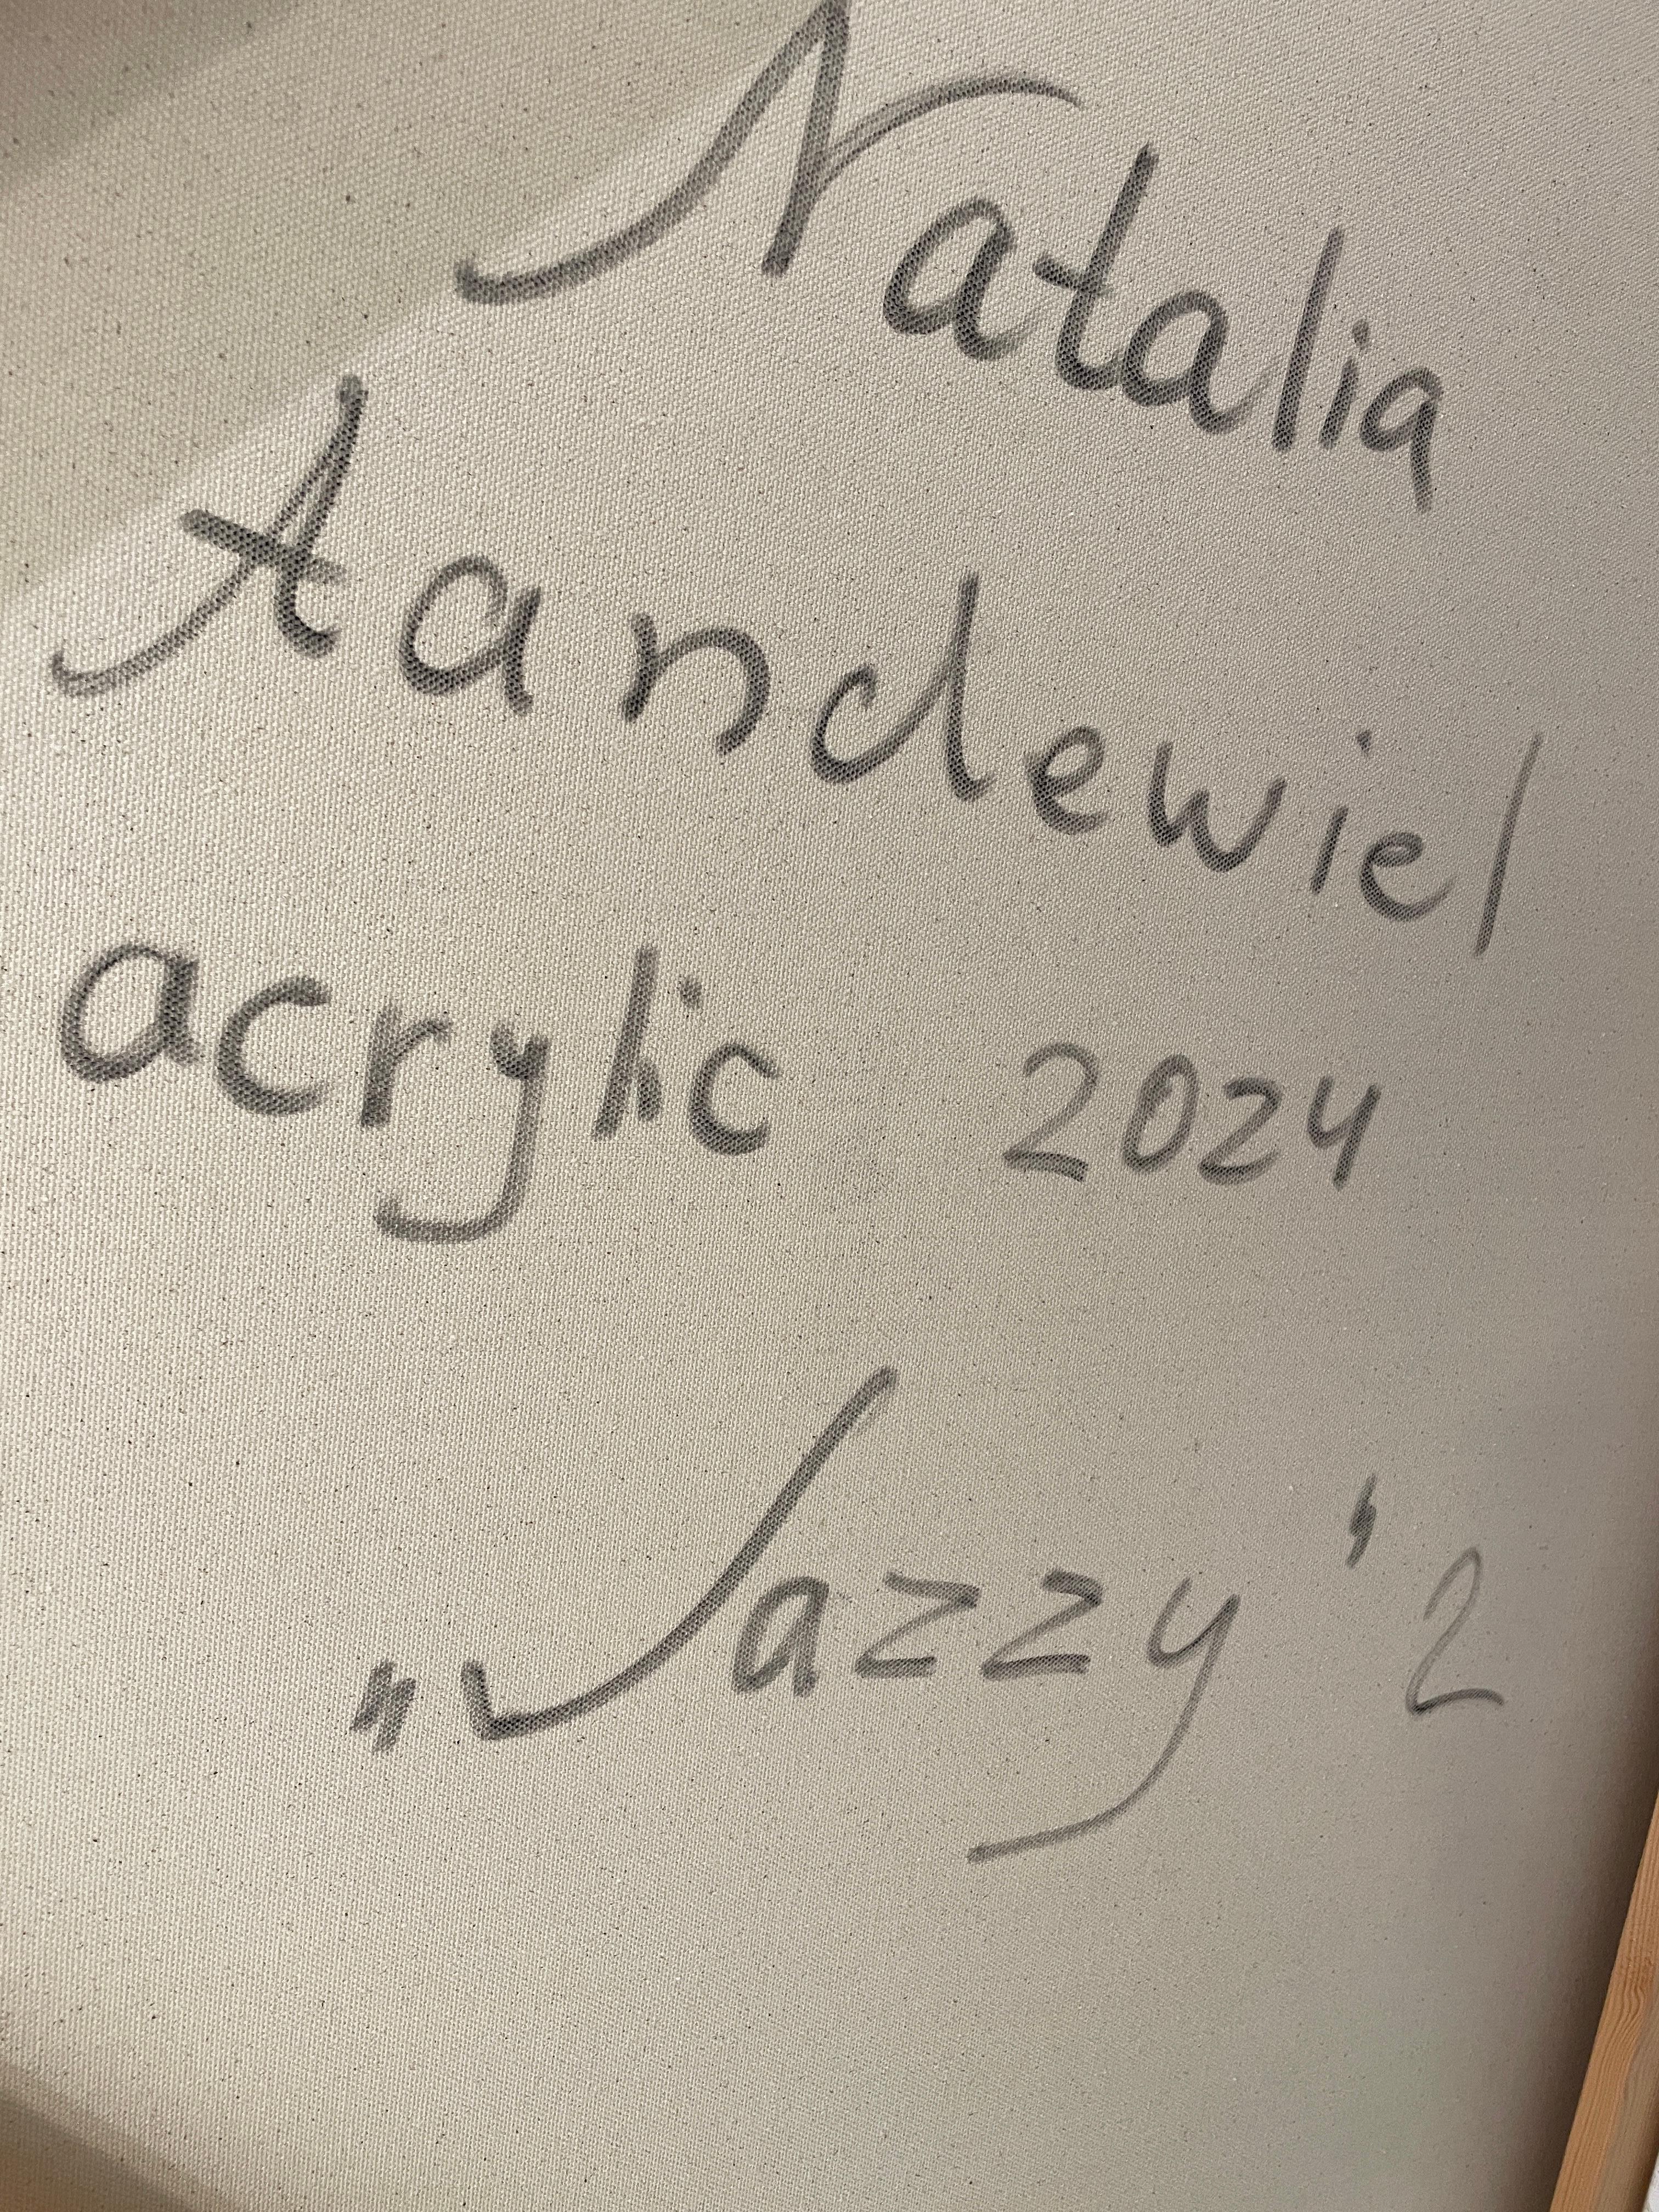 Natalia
Aandewiel
acrylic 2024
„Jazzy" 2